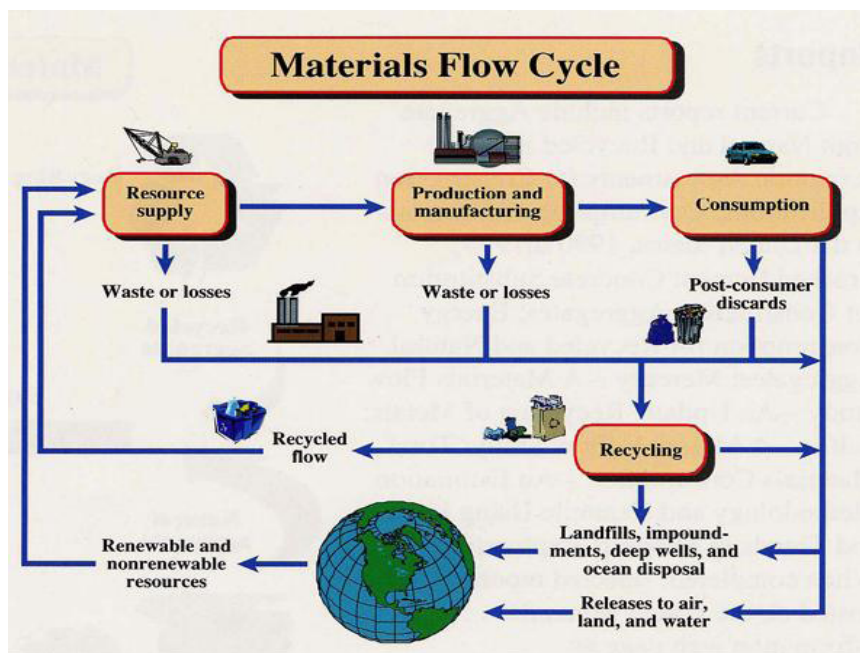 Materials Flow Cycle
Resource
supply
Production and
manufacturing
Consumption
Waste or losses
Waste or losses
Post-consumer
discards
Recycled
flow
Recycling
Renewable and
nonrenewable
resources
Landfills, impound-
ments, deep wells, and
ocean disposal
Releases to air,
land, and water